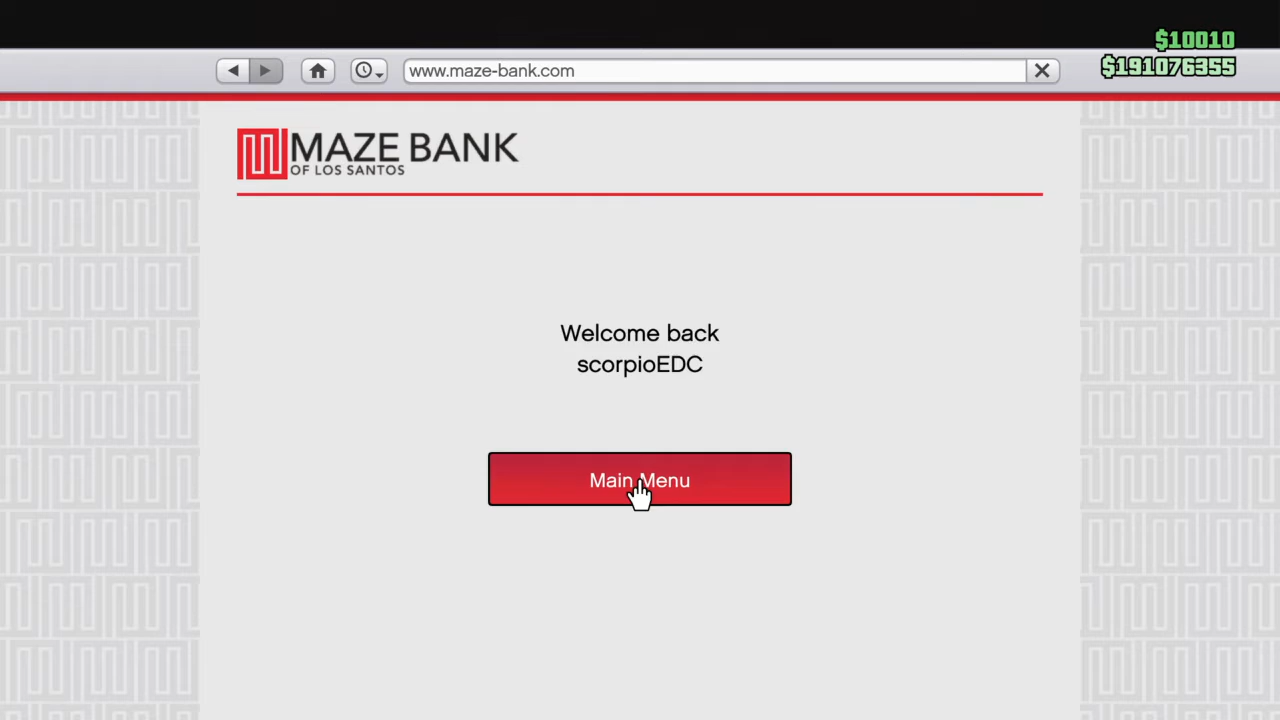 $10010
$191076355
www.maze-bank.com
MAZE BANK
OF LOS SANTOS
Welcome back
scorpioEDC
Main Menu